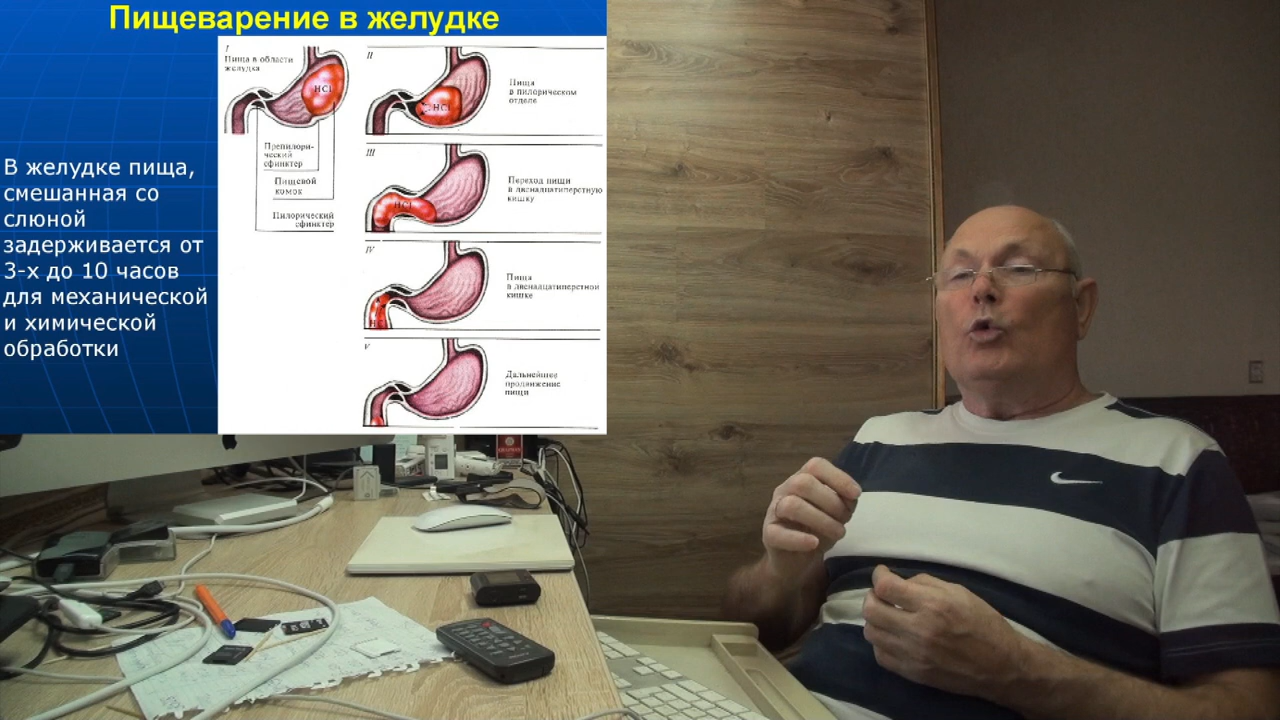 Пищеварение в желудке
В желудке пища,
смешанная со
слюной
задерживается от
3-х до 10 часов
для механической
и химической
обработки
I
Пища в области
желудка
HCl
Препилори-
ческий
сфинктер
Пищевой
комок
Пилорический
сфинктер
II
HCl
Пища
в пилорическом
отделе
III
HCl
Переход пищи
в двенадцатиперстную
кишку
IV
Пища
в двенадцатиперстной
кишке
V
Дальнейшее
продвижение
пищи